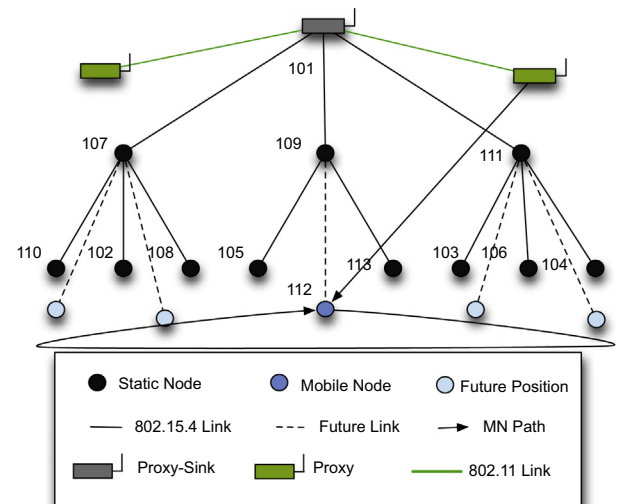 101
107
109
111
110
102
108
105
113
103
106
104
112
Static Node
Mobile Node
Future Position
802.15.4 Link
Future Link
MN Path
Proxy-Sink
Proxy
802.11 Link